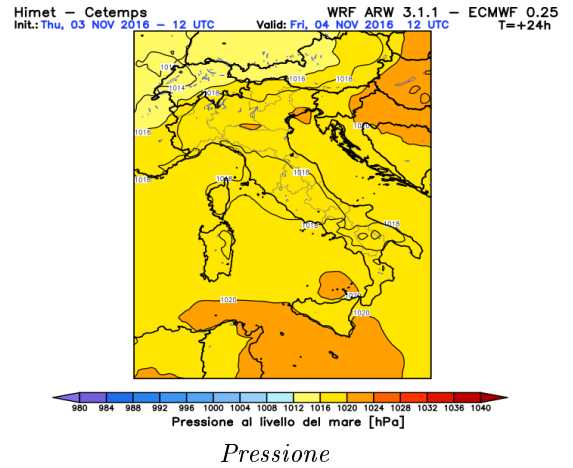 Himet – Cetemps WRF ARW 3.1.1 – ECMWF 0.25
Init.: Thu, 03 NOV 2016 – 12 UTC Valid: Fri, 04 NOV 2016 12 UTC T=+24h
1016 1018
1014
1018
1016
1018 1018
1018
1018 1018
1020
1020
980 984 988 992 996 1000 1004 1008 1012 1016 1020 1024 1028 1032 1036 1040
Pressione al livello del mare [hPa]
Pressione